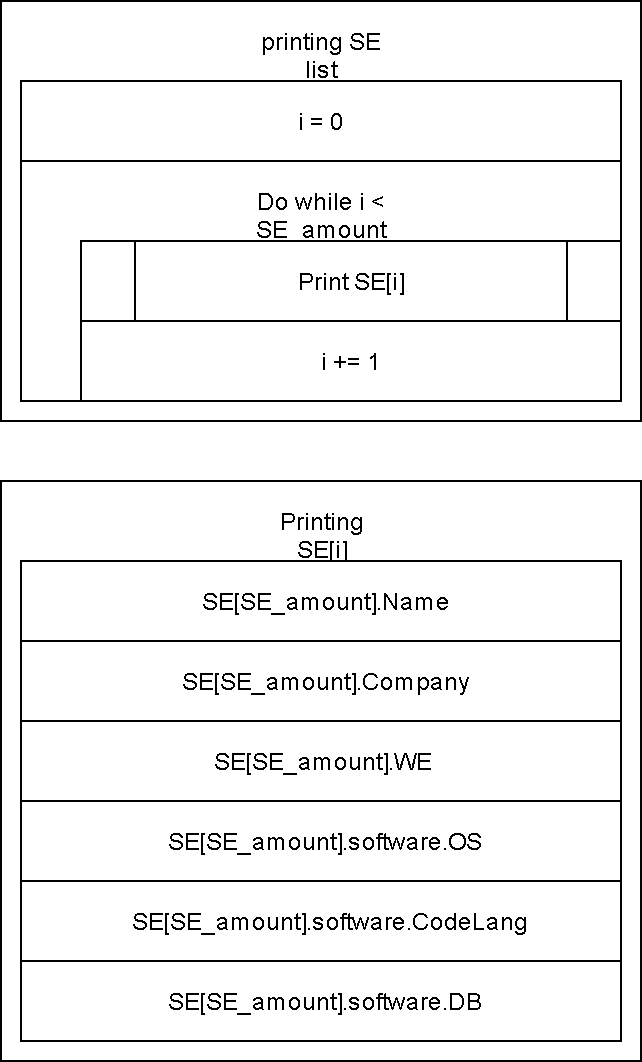 printing SE
list
i = 0
Do while i <
SE_amount
Print SE[i]
i += 1
Printing
SE[i]
SE[SE_amount].Name
SE[SE_amount].Company
SE[SE_amount].WE
SE[SE_amount].software.OS
SE[SE_amount].software.CodeLang
SE[SE_amount].software.DB